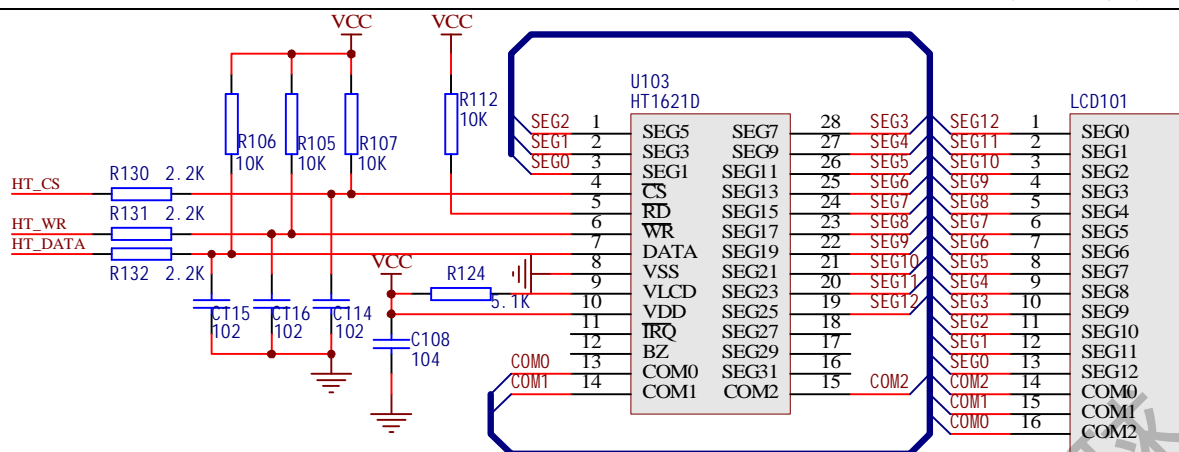 VCC VCC
U103
HT1621D
LCD101
R106
10K
R105
10K
R107
10K
R112
10K
SEG2 1 SEG5 SEG7 28 SEG3 SEG12 1 SEG0
SEG1 2 SEG3 SEG9 27 SEG4 SEG11 2 SEG1
SEG0 3 SEG1 SEG11 26 SEG5 SEG10 3 SEG2
R130 2.2K
HT_CS 4 CS SEG13 25 SEG6 SEG9 4 SEG3
5 RD SEG15 24 SEG7 SEG8 5 SEG4
R131 2.2K
HT_WR 6 WR SEG17 23 SEG8 SEG7 6 SEG5
HT_DATA 7 DATA SEG19 22 SEG9 SEG6 7 SEG6
R132 2.2K
VCC
R124
5.1K
8 VSS SEG21 21 SEG10 SEG5 8 SEG7
9 VLCD SEG23 20 SEG11 SEG4 9 SEG8
10 VDD SEG25 19 SEG12 SEG3 10 SEG9
C115
102
C116
102
C114
102
C108
104
11 IRQ SEG27 18 SEG2 11 SEG10
12 BZ SEG29 17 SEG1 12 SEG11
COM0 13 COM0 SEG31 16 SEG0 13 SEG12
COM1 14 COM1 COM2 15 COM2 COM2 14 COM0
COM1 15 COM1
COM0 16 COM2